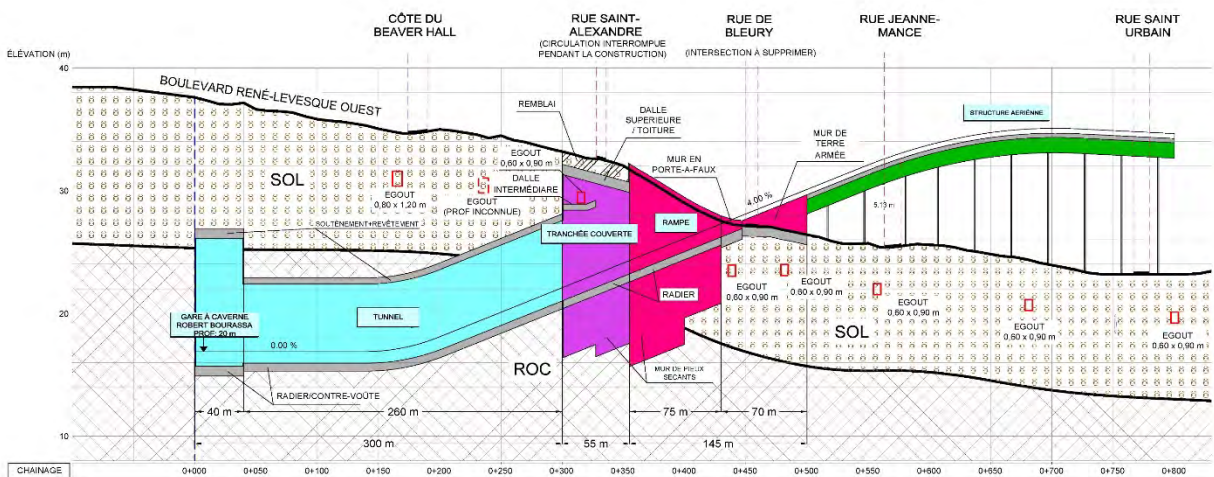 CÔTE DU
BEAVER HALL
RUE SAINT-
ALEXANDRE
(CIRCULATION INTERROMPUE
PENDANT LA CONSTRUCTION)
RUE DE
BLEURY
(INTERSECTION À SUPPRIMER)
RUE JEANNE-
MANCE
RUE SAINT
URBAIN
ÉLÉVATION (m)
40
30
20
10
BOULEVARD RENÉ-LEVESQUE OUEST
REMBLAI
DALLE
SUPERIEURE
/ TOITURE
MUR EN
PORTE-A-FAUX
MUR DE
TERRE
ARMÉE
STRUCTURE AÉRIENNE
4.00 %
5.13 m
SOL
EGOUT
0,80 x 1,20 m
EGOUT
(PROF INCONNUE)
EGOUT
0,60 x 0,90 m
DALLE
INTERMÉDIARE
SOUTÈNEMENT+REVÊTEMENT
TRANCHÉE COUVERTE
RAMPE
RADIER
EGOUT
0,60 x 0,90 m
EGOUT
0,60 x 0,90 m
EGOUT
0,60 x 0,90 m
EGOUT
0,60 x 0,90 m
EGOUT
0,60 x 0,90 m
SOL
GARE À CAVERNE
ROBERT BOURASSA
PROF: 20 m
TUNNEL
0.00 %
ROC
MUR DE PIEUX
SECANTS
RADIER/CONTRE-VOÛTE
40 m
260 m
75 m
70 m
300 m
55 m
145 m
CHAINAGE
0+000
0+050
0+100
0+150
0+200
0+250
0+300
0+350
0+400
0+450
0+500
0+550
0+600
0+650
0+700
0+750
0+800